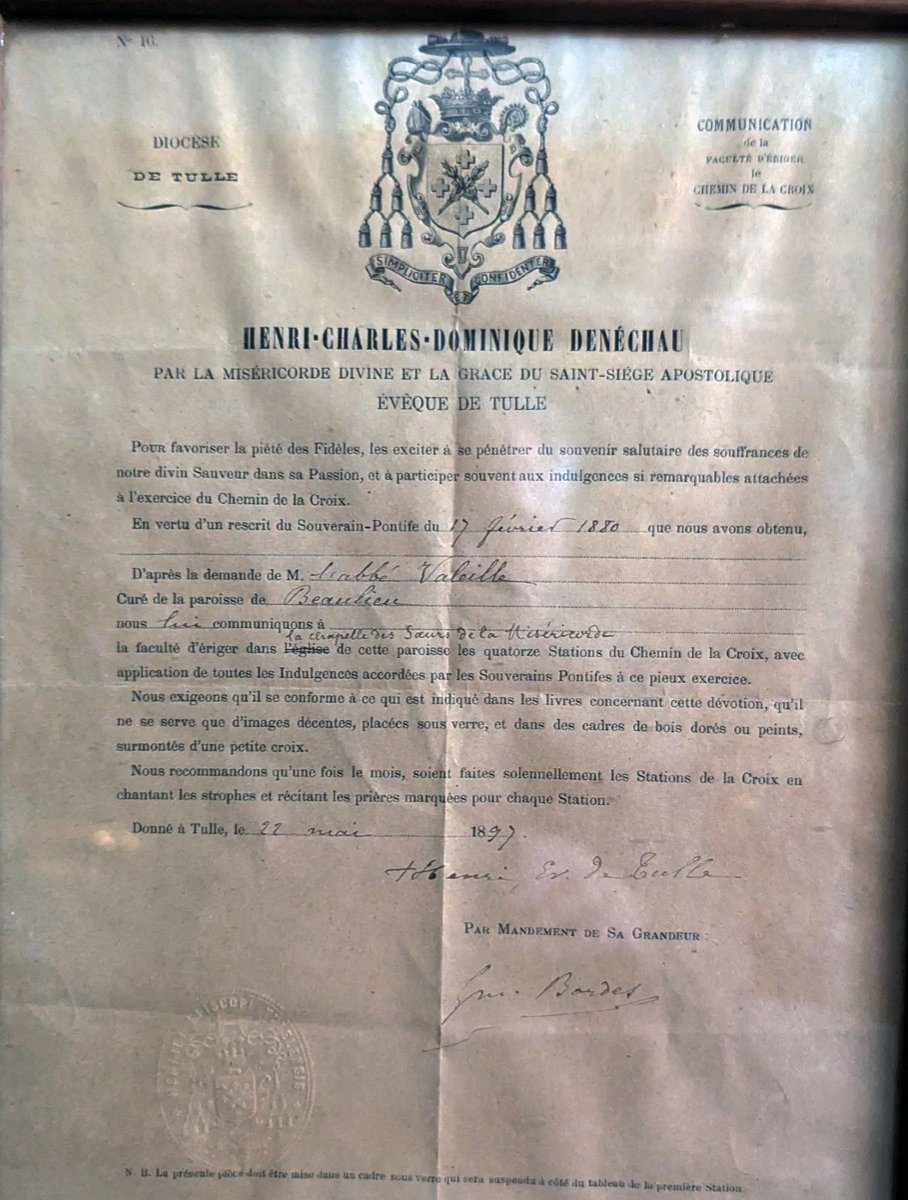 N° 16.
DIOCÈSE
DE TULLE
COMMUNICATION
de la
FACULTÉ D'ÉRIGER
le
CHEMIN DE LA CROIX
SIMPLICITER ET CONFIDENTER
HENRI-CHARLES-DOMINIQUE DENÉCHAU
PAR LA MISÉRICORDE DIVINE ET LA GRACE DU SAINT-SIÉGE APOSTOLIQUE
ÉVÊQUE DE TULLE
POUR favoriser la piété des Fidèles, les exciter à se pénétrer du souvenir salutaire des souffrances de
notre divin Sauveur dans sa Passion, et à participer souvent aux indulgences si remarquables attachées
à l'exercice du Chemin de la Croix.
En vertu d'un rescrit du Souverain-Pontife du 17 février 1880 que nous avons obtenu,
D'après la demande de M. l'abbé Valeille
Curé de la paroisse de Beaulieu
nous lui communiquons à
la chapelle des Sœurs de la Miséricorde
la faculté d'ériger dans l'église de cette paroisse les quatorze Stations du Chemin de la Croix, avec
application de toutes les Indulgences accordées par les Souverains Pontifes à ce pieux exercice.
Nous exigeons qu'il se conforme à ce qui est indiqué dans les livres concernant cette dévotion, qu'il
ne se serve que d'images décentes, placées sous verre, et dans des cadres de bois dorés ou peints,
surmontés d'une petite croix.
Nous recommandons qu'une fois le mois, soient faites solennellement les Stations de la Croix en
chantant les strophes et récitant les prières marquées pour chaque Station.
Donné à Tulle, le 22 mai 1897.
+ Henri, Ev. de Tulle
PAR MANDEMENT DE SA GRANDEUR :
Bordes
EPISCOPI
N. B. La présente pièce doit être mise dans un cadre sous verre qui sera suspendu à côté du tableau de la première Station.